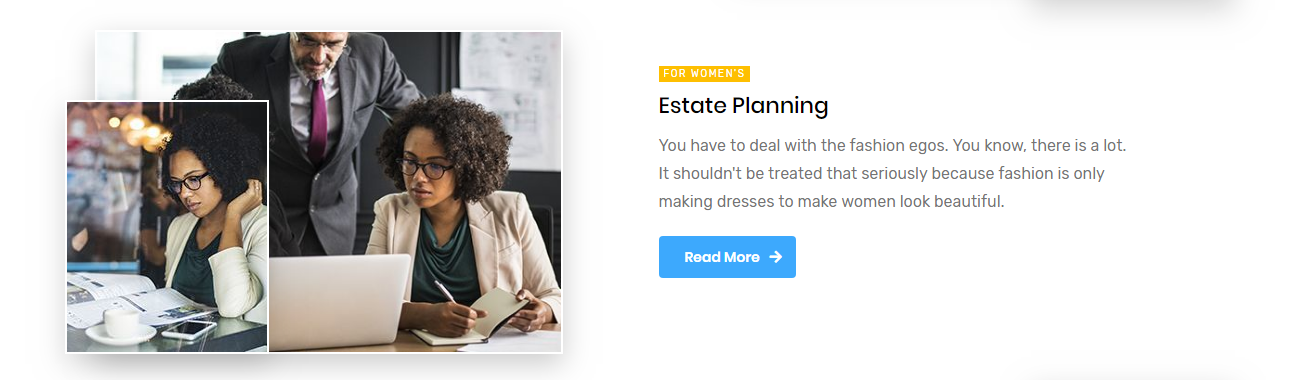 FOR WOMEN'S
Estate Planning
You have to deal with the fashion egos. You know, there is a lot.
It shouldn't be treated that seriously because fashion is only
making dresses to make women look beautiful.
Read More